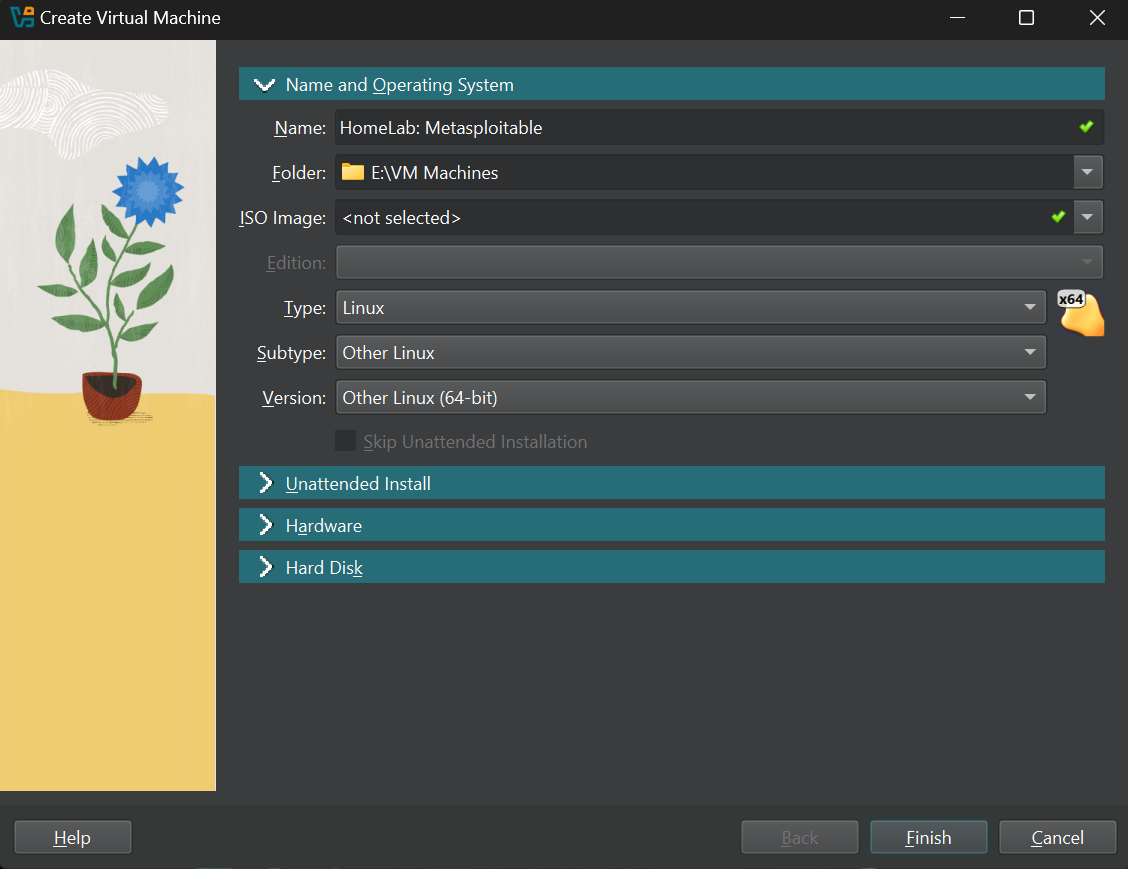 Create Virtual Machine
Name and Operating System
Name: HomeLab: Metasploitable
Folder: E:\VM Machines
ISO Image: <not selected>
Edition:
Type: Linux x64
Subtype: Other Linux
Version: Other Linux (64-bit)
Skip Unattended Installation
Unattended Install
Hardware
Hard Disk
Help Back Finish Cancel